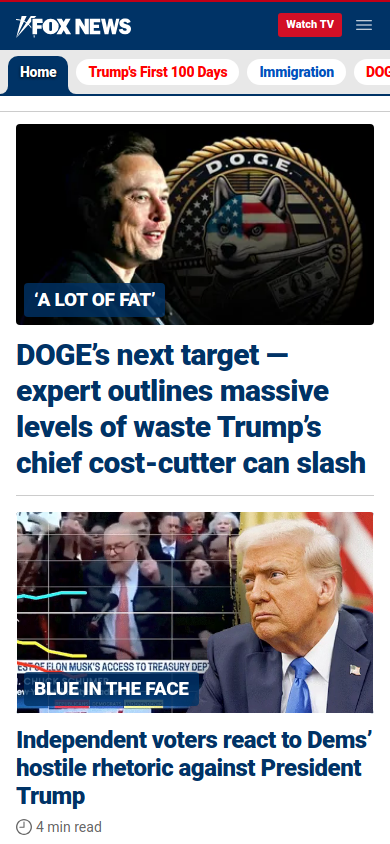 FOX NEWS
Watch TV
Home
Trump's First 100 Days
Immigration
DOG
D.O.G.E.
‘A LOT OF FAT’
DOGE’s next target —
expert outlines massive
levels of waste Trump’s
chief cost-cutter can slash
EST OF ELON MUSK'S ACCESS TO TREASURY DEP
CHUCK SCHUMER
BLUE IN THE FACE
Independent voters react to Dems’
hostile rhetoric against President
Trump
4 min read